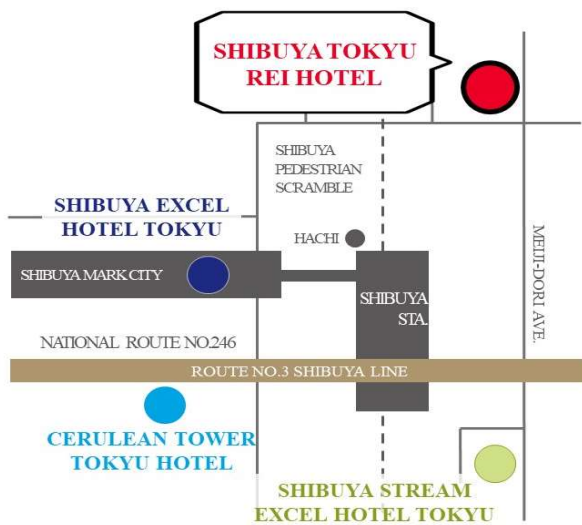 SHIBUYA TOKYU
REI HOTEL
SHIBUYA
PEDESTRIAN
SCRAMBLE
SHIBUYA EXCEL
HOTEL TOKYU
HACHI
MEIJI-DORI AVE.
SHIBUYA MARK CITY
SHIBUYA
STA.
NATIONAL ROUTE NO.246
ROUTE NO.3 SHIBUYA LINE
CERULEAN TOWER
TOKYU HOTEL
SHIBUYA STREAM
EXCEL HOTEL TOKYU